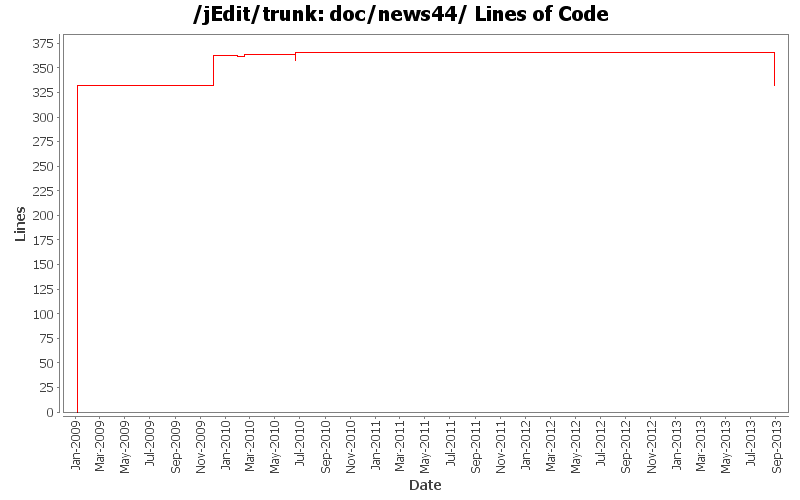 /jEdit/trunk: doc/news44/ Lines of Code
375
350
325
300
275
250
225
200
175
150
125
100
75
50
25
0
Lines
Jan-2009
Mar-2009
May-2009
Jul-2009
Sep-2009
Nov-2009
Jan-2010
Mar-2010
May-2010
Jul-2010
Sep-2010
Nov-2010
Jan-2011
Mar-2011
May-2011
Jul-2011
Sep-2011
Nov-2011
Jan-2012
Mar-2012
May-2012
Jul-2012
Sep-2012
Nov-2012
Jan-2013
Mar-2013
May-2013
Jul-2013
Sep-2013
Date